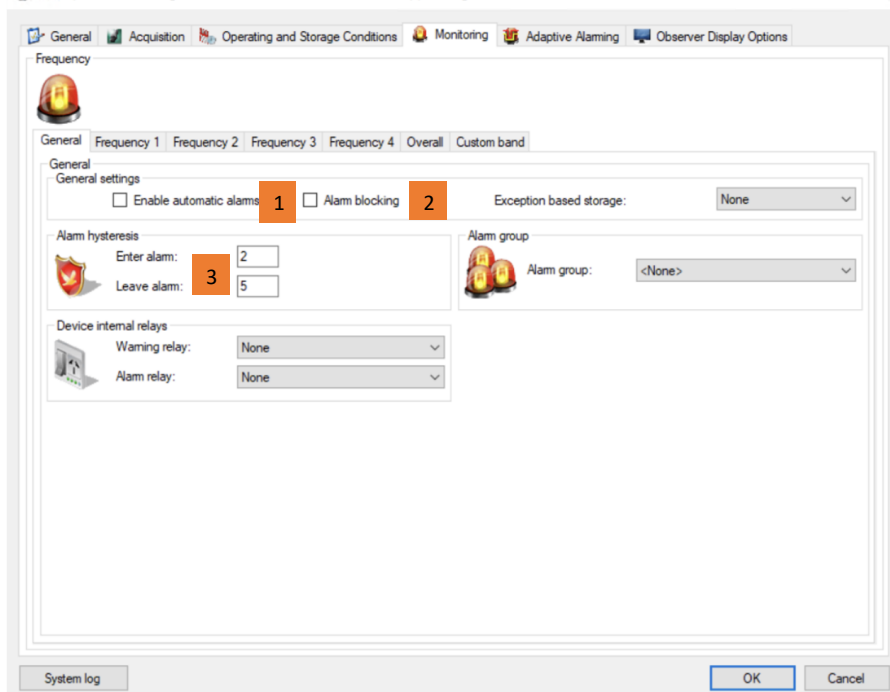 General Acquisition Operating and Storage Conditions Monitoring Adaptive Alarming Observer Display Options
Frequency
General Frequency 1 Frequency 2 Frequency 3 Frequency 4 Overall Custom band
General
General settings
Enable automatic alarms 1 Alarm blocking 2 Exception based storage: None
Alarm hysteresis
Enter alarm: 2
Leave alarm: 5
3
Alarm group
Alarm group: <None>
Device internal relays
Warning relay: None
Alarm relay: None
System log OK Cancel